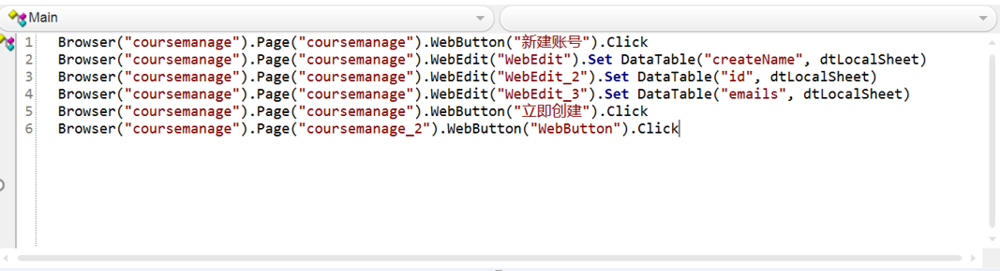 Main
1 Browser("coursemanage").Page("coursemanage").WebButton("新建账号").Click
2 Browser("coursemanage").Page("coursemanage").WebEdit("WebEdit").Set DataTable("createName", dtLocalSheet)
3 Browser("coursemanage").Page("coursemanage").WebEdit("WebEdit_2").Set DataTable("id", dtLocalSheet)
4 Browser("coursemanage").Page("coursemanage").WebEdit("WebEdit_3").Set DataTable("emails", dtLocalSheet)
5 Browser("coursemanage").Page("coursemanage").WebButton("立即创建").Click
6 Browser("coursemanage").Page("coursemanage_2").WebButton("WebButton").Click